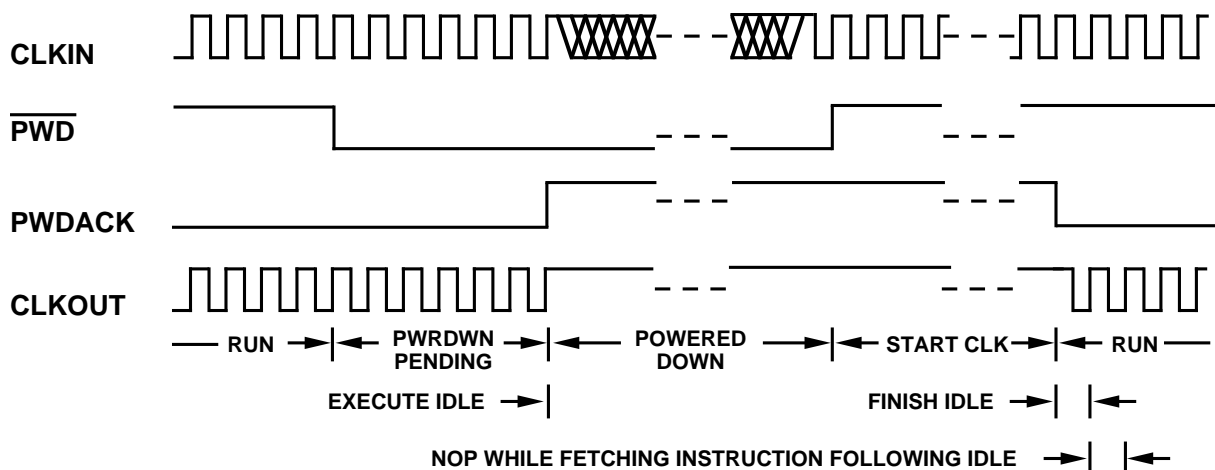 CLKIN
PWD
PWDACK
CLKOUT
RUN
PWRDWN
PENDING
POWERED
DOWN
START CLK
RUN
EXECUTE IDLE
FINISH IDLE
NOP WHILE FETCHING INSTRUCTION FOLLOWING IDLE